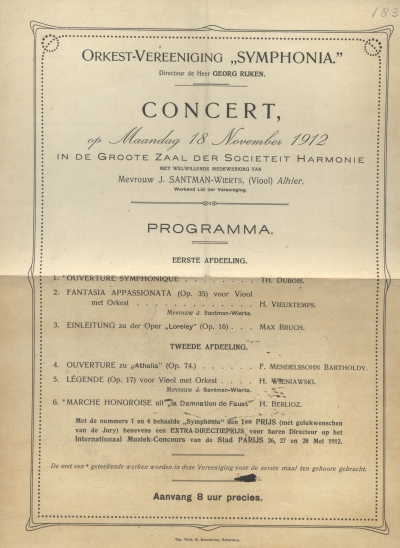 183
ORKEST-VEREENIGING „SYMPHONIA."
Directeur de Heer GEORG RIJKEN.
CONCERT,
op Maandag 18 November 1912
IN DE GROOTE ZAAL DER SOCIETEIT HARMONIE
MET WELWILLENDE MEDEWERKING VAN
Mevrouw J. SANTMAN-WIERTS, (Viool) Alhier.
Werkend Lid der Vereeniging.
PROGRAMMA.
EERSTE AFDEELING.
1. *OUVERTURE SYMPHONIQUE . . . . . . . . TH. DUBOIS.
2. FANTASIA APPASSIONATA (Op. 35) voor Viool
met Orkest . . . . . . . . . . . . . H. VIEUXTEMPS.
Mevrouw J. Santman-Wierts.
3. EINLEITUNG zu der Oper „Loreley" (Op. 16) . . . MAX BRUCH.
TWEEDE AFDEELING.
4. OUVERTURE zu „Athalia" (Op. 74.) . . . . F. MENDELSSOHN BARTHOLDY.
5. LÉGENDE (Op. 17) voor Viool met Orkest . . . H. WIENIAWSKI.
Mevrouw J. Santman-Wierts.
6. *MARCHE HONGROISE uit „la Damnation de Faust" H. BERLIOZ.
Met de nummers 1 en 4 behaalde „Symphonia" den 1en PRIJS (met gelukwenschen
van de Jury) benevens een EXTRA-DIRECTIEPRIJS voor haren Directeur op het
Internationaal Muziek-Concours van de Stad PARIJS 26, 27 en 28 Mei 1912.
De met een * geteekende werken worden in deze Vereeniging voor de eerste maal ten gehoore gebracht.
Aanvang 8 uur precies.